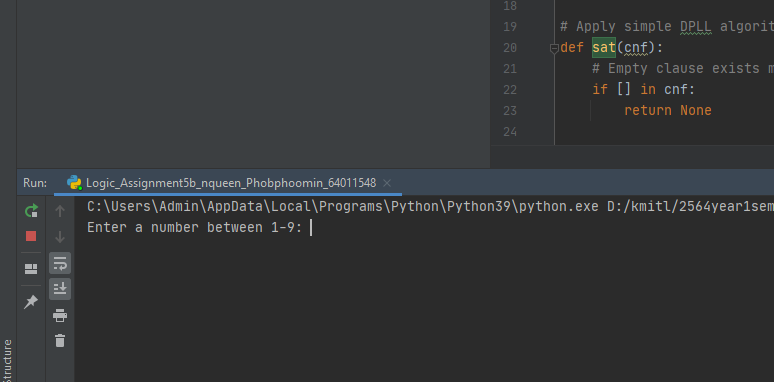 18
19 # Apply simple DPLL algorit
20 def sat(cnf):
21 # Empty clause exists m
22 if [] in cnf:
23 return None
24
Run: Logic_Assignment5b_nqueen_Phobphoomin_64011548
C:\Users\Admin\AppData\Local\Programs\Python\Python39\python.exe D:/kmitl/2564year1sem
Enter a number between 1-9:
Structure